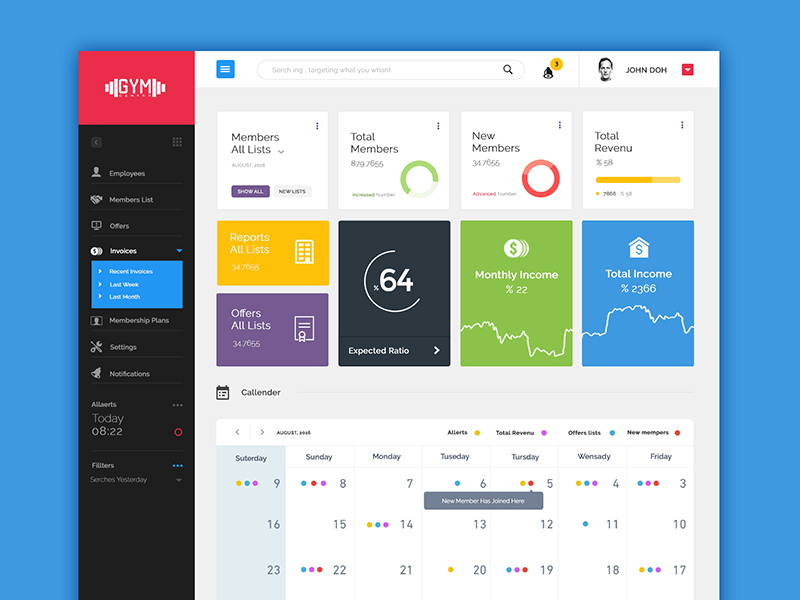 GYM
CENTER
Employees
Members List
Offers
Invoices
Recent Invoices
Last Week
Last Month
Membership Plans
Settings
Notifications
Allaerts
Today
08:22
Fillters
Serches Yesterday
Serch ing , targeting what you whant
3
JOHN DOH
Members
All Lists
AUGUST, 2016
SHOW ALL
NEW LISTS
Total
Members
879.7655
Increased Number
New
Members
34.7655
Advanced Number
Total
Revenu
% 58
7866 % 58
Reports
All Lists
34.7655
Offers
All Lists
34.7655
% 64
Expected Ratio
Monthly Income
% 22
Total Income
% 2366
Callender
AUGUST, 2016
Allerts
Total Revenu
Offers lists
New mempers
Suterday Sunday Monday Tuseday Tursday Wensady Friday
9 8 7 6 5 4 3
New Member Has Joined Here
16 15 14 13 12 11 10
23 22 21 20 19 18 17